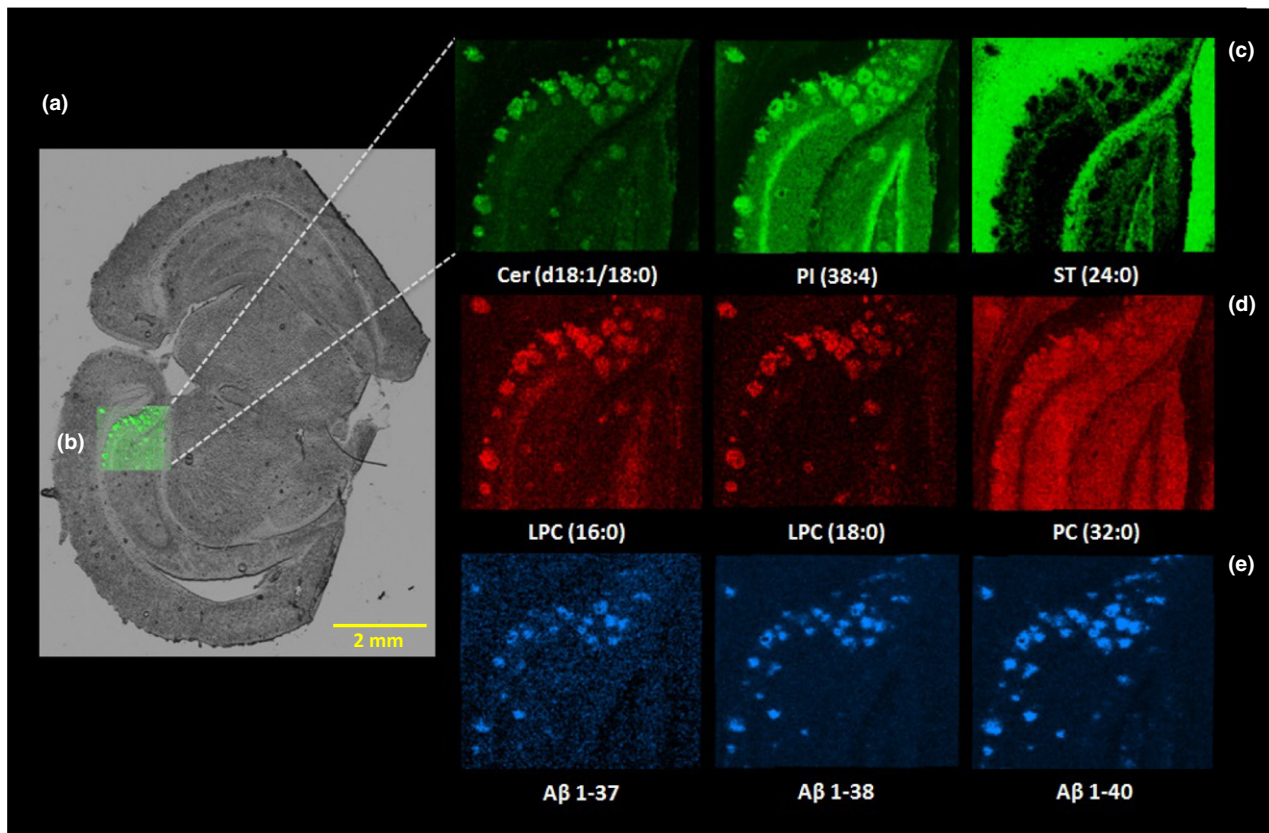 (a)
(b)
2 mm
(c)
Cer (d18:1/18:0) PI (38:4) ST (24:0)
(d)
LPC (16:0) LPC (18:0) PC (32:0)
(e)
Aβ 1-37 Aβ 1-38 Aβ 1-40